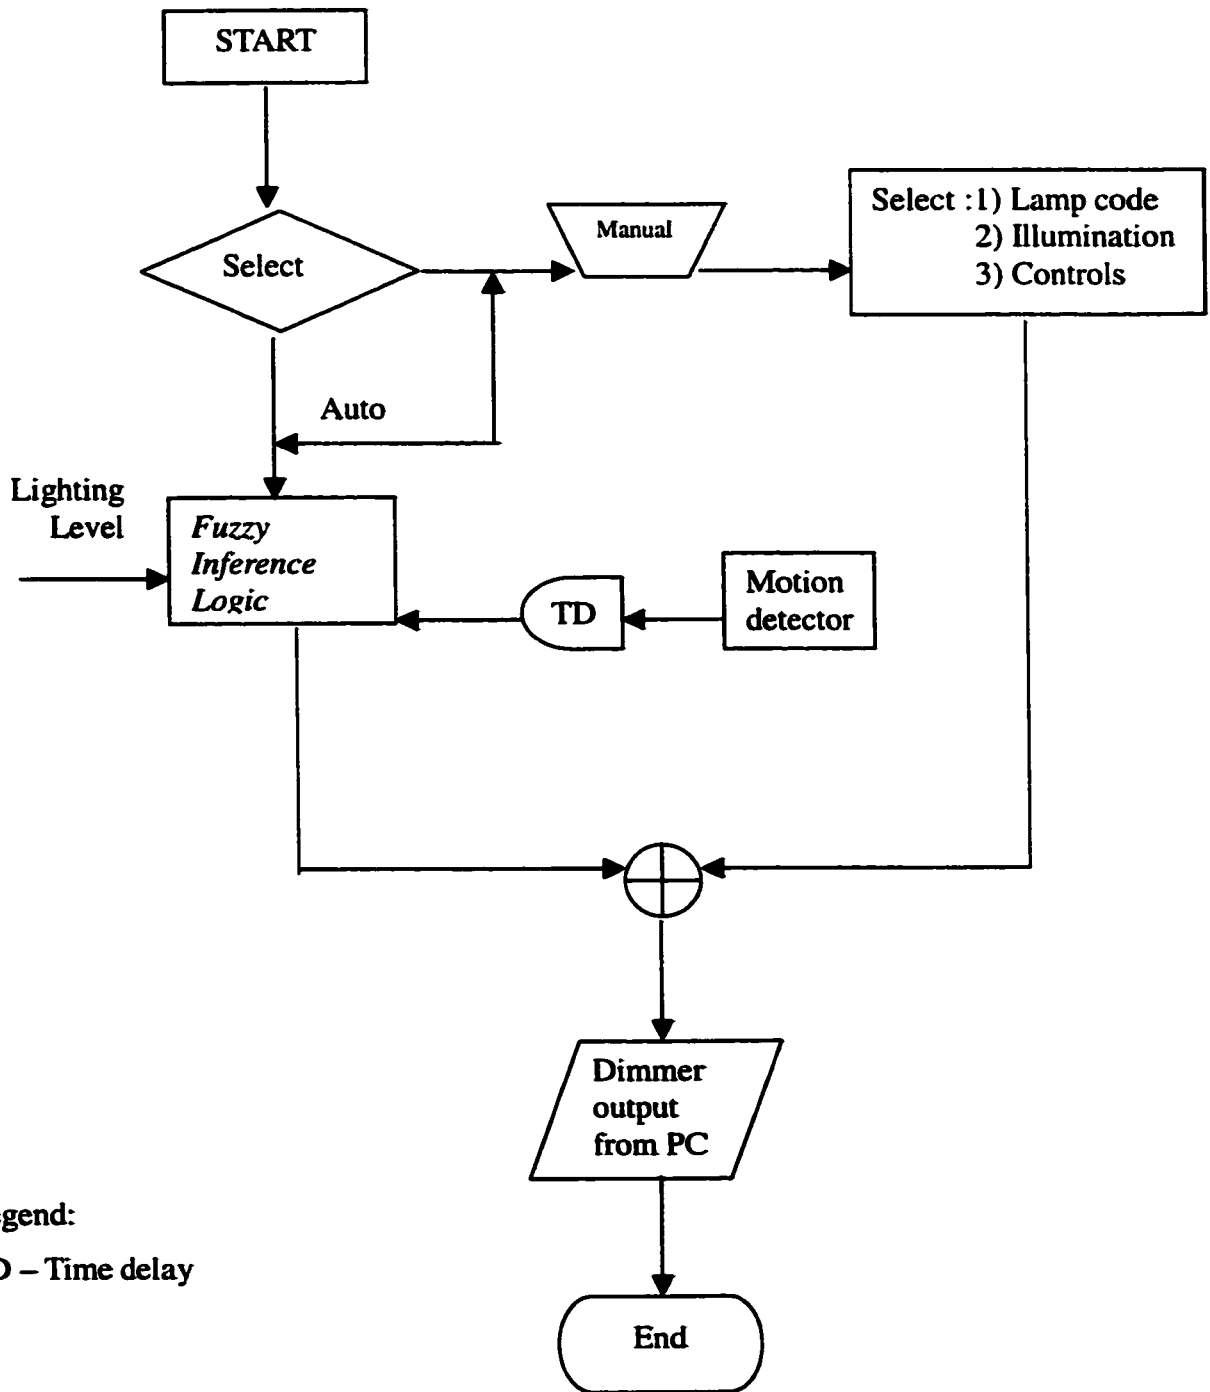 START
Select
Manual
Select :1) Lamp code
2) Illumination
3) Controls
Auto
Lighting
Level
Fuzzy
Inference
Logic
TD
Motion
detector
Dimmer
output
from PC
End
egend:
D – Time delay